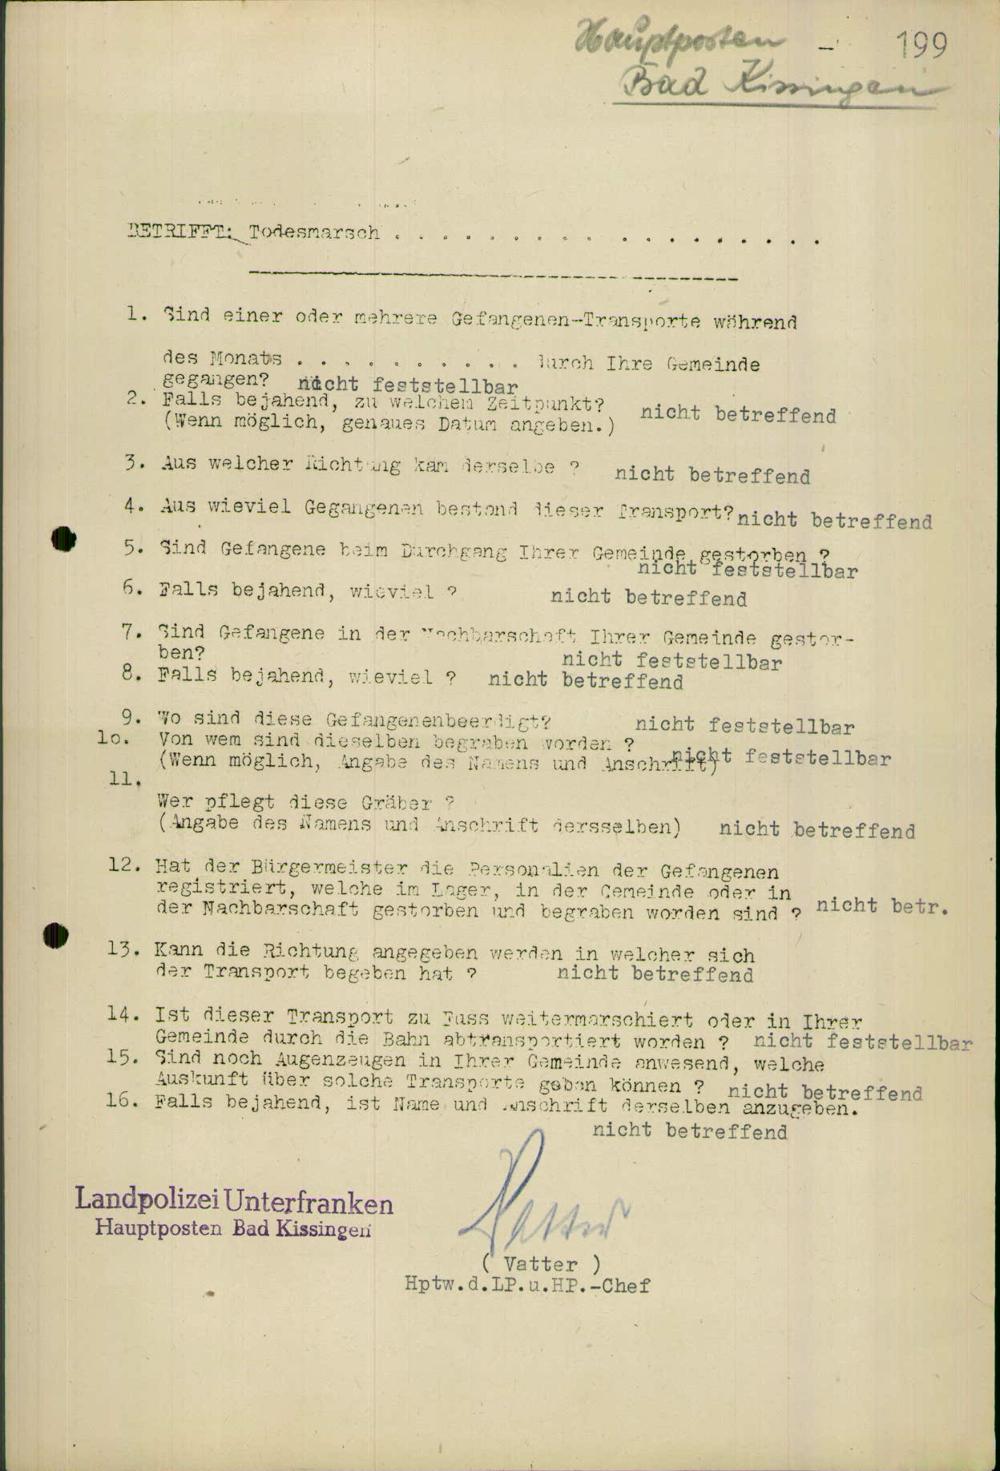 Hauptposten - 199
Bad Kissingen
BETRIFFT: Todesmarsch . . . . . . . . . . . . . . . . . .
1. Sind einer oder mehrere Gefangenen-Transporte während
des Monats . . . . . . . . . . . durch Ihre Gemeinde
gegangen? nicht feststellbar
2. Falls bejahend, zu welchem Zeitpunkt? nicht betreffend
(Wenn möglich, genaues Datum angeben.)
3. Aus welcher Richtung kam derselbe ? nicht betreffend
4. Aus wieviel Gegangenen bestand dieser Transport? nicht betreffend
5. Sind Gefangene beim Durchgang Ihrer Gemeinde gestorben ?
nicht feststellbar
6. Falls bejahend, wieviel ? nicht betreffend
7. Sind Gefangene in der Nachbarschaft Ihrer Gemeinde gestor-
ben? nicht feststellbar
8. Falls bejahend, wieviel ? nicht betreffend
9. Wo sind diese Gefangenenbeerdigt? nicht feststellbar
1o. Von wem sind dieselben begraben worden ?
(Wenn möglich, Angabe des Namens und Anschrift) nicht feststellbar
11.
Wer pflegt diese Gräber ?
(Angabe des Namens und Anschrift dersselben) nicht betreffend
12. Hat der Bürgermeister die Personalien der Gefangenen
registriert, welche im Lager, in der Gemeinde oder in
der Nachbarschaft gestorben und begraben worden sind ? nicht betr.
13. Kann die Richtung angegeben werden in welcher sich
der Transport begeben hat ? nicht betreffend
14. Ist dieser Transport zu Fuss weitermarschiert oder in Ihrer
Gemeinde durch die Bahn abtransportiert worden ? nicht feststellbar
15. Sind noch Augenzeugen in Ihrer Gemeinde anwesend, welche
Auskunft über solche Transporte geben können ? nicht betreffend
16. Falls bejahend, ist Name und Anschrift derselben anzugeben.
nicht betreffend
Landpolizei Unterfranken
Hauptposten Bad Kissingen
Vatter
( Vatter )
Hptw.d.LP.u.HP.-Chef